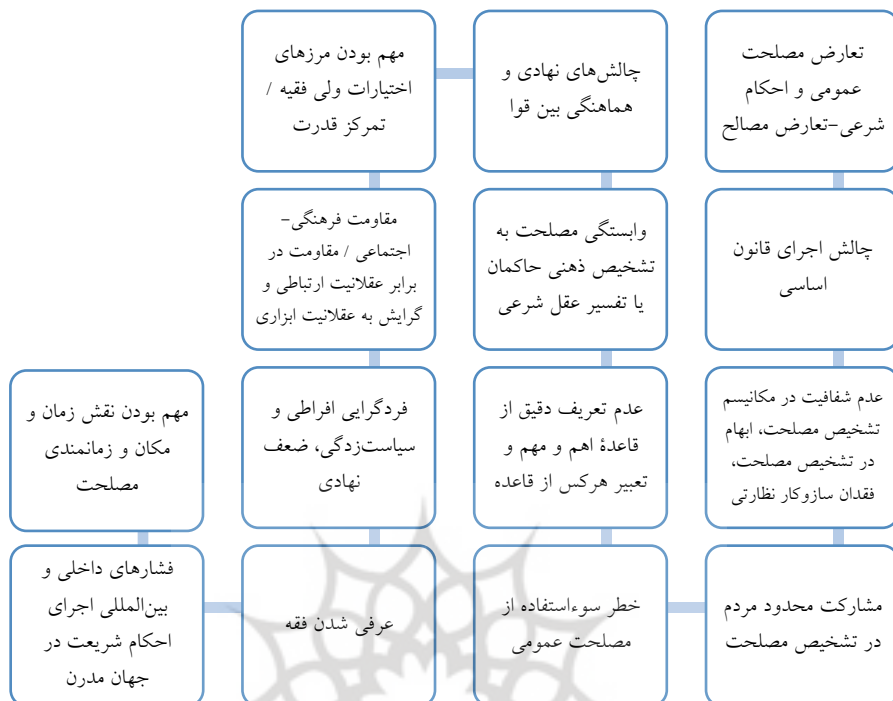 تعارض مصلحت
عمومی و احکام
شرعی-تعارض مصالح
چالش اجرای قانون
اساسی
عدم شفافیت در مکانیسم
تشخیص مصلحت، ابهام
در تشخیص مصلحت،
فقدان سازوکار نظارتی
مشارکت محدود مردم
در تشخیص مصلحت
خطر سوءاستفاده از
مصلحت عمومی
عدم تعریف دقیق از
قاعدۀ اهم و مهم و
تعبیر هرکس از قاعده
وابستگی مصلحت به
تشخیص ذهنی حاکمان
یا تفسیر عقل شرعی
چالش‌های نهادی و
هماهنگی بین قوا
مهم بودن مرزهای
اختیارات ولی فقیه /
تمرکز قدرت
مقاومت فرهنگی-
اجتماعی / مقاومت در
برابر عقلانیت ارتباطی و
گرایش به عقلانیت ابزاری
فردگرایی افراطی و
سیاست‌زدگی، ضعف
نهادی
عرفی شدن فقه
فشارهای داخلی و
بین‌المللی اجرای
احکام شریعت در
جهان مدرن
مهم بودن نقش زمان و
مکان و زمانمندی
مصلحت